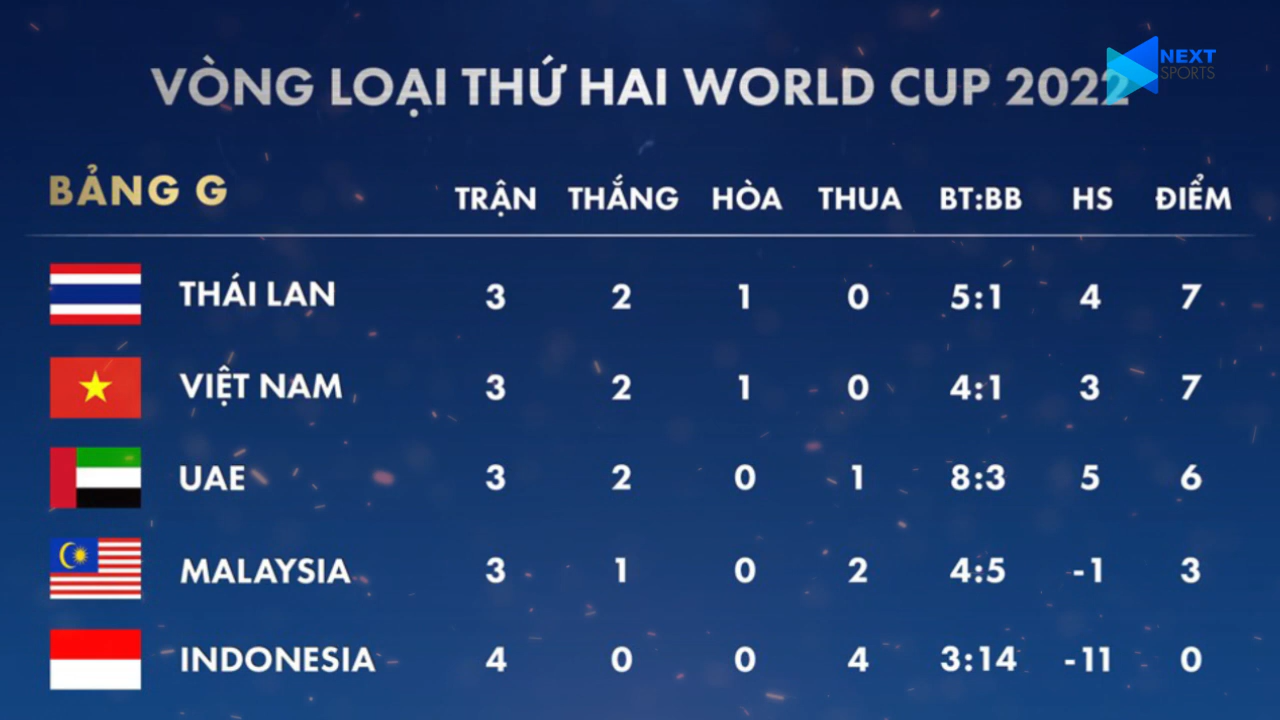 VÒNG LOẠI THỨ HAI WORLD CUP 2022
NEXT
SPORTS
BẢNG G TRẬN THẮNG HÒA THUA BT:BB HS ĐIỂM
THÁI LAN 3 2 1 0 5:1 4 7
VIỆT NAM 3 2 1 0 4:1 3 7
UAE 3 2 0 1 8:3 5 6
MALAYSIA 3 1 0 2 4:5 -1 3
INDONESIA 4 0 0 4 3:14 -11 0